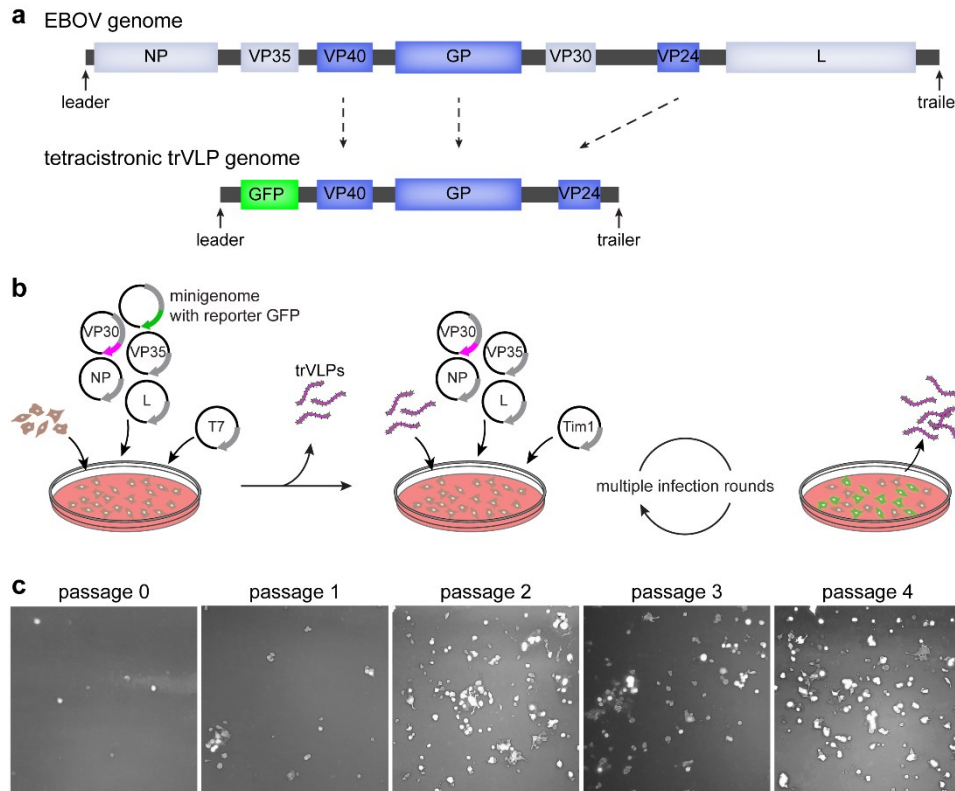 a
EBOV genome
NP VP35 VP40 GP VP30 VP24 L
leader
trailer
tetracistronic trVLP genome
GFP VP40 GP VP24
leader
trailer
b
minigenome
with reporter GFP
VP30
VP35
NP
L
T7
trVLPs
VP30
VP35
NP
L
Tim1
multiple infection rounds
c
passage 0 passage 1 passage 2 passage 3 passage 4